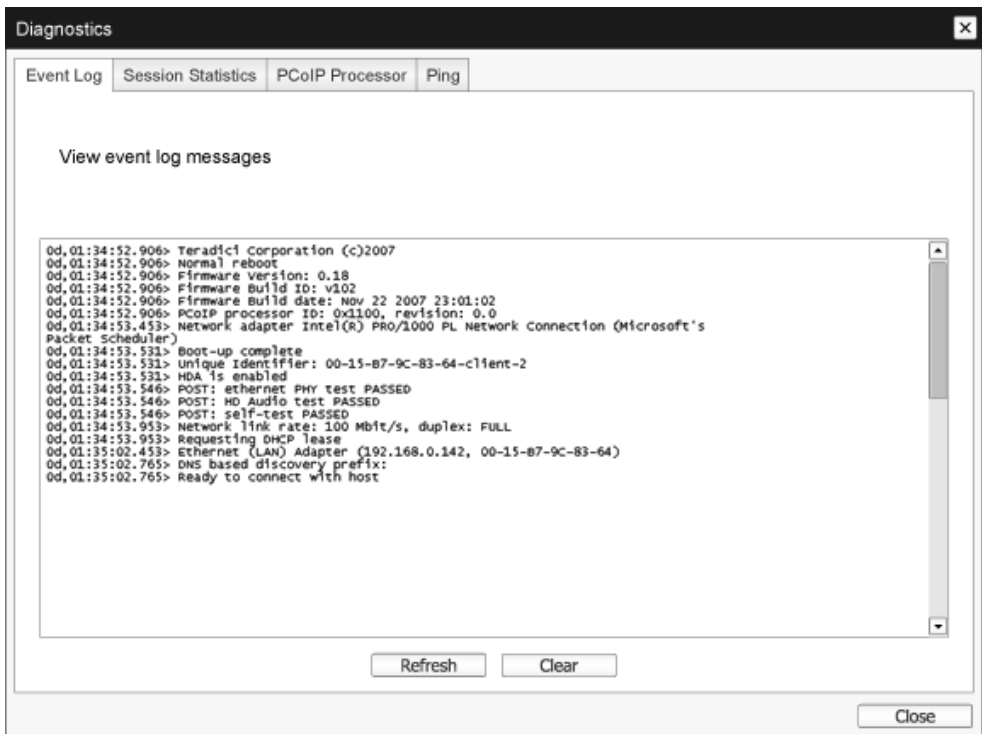 Diagnostics
Event Log Session Statistics PCoIP Processor Ping
View event log messages
0d,01:34:52.906> Teradici Corporation (c)2007
0d,01:34:52.906> Normal reboot
0d,01:34:52.906> Firmware Version: 0.18
0d,01:34:52.906> Firmware Build ID: v102
0d,01:34:52.906> Firmware Build date: Nov 22 2007 23:01:02
0d,01:34:52.906> PCoIP processor ID: 0x1100, revision: 0.0
0d,01:34:53.453> Network adapter Intel(R) PRO/1000 PL Network Connection (Microsoft's
Packet Scheduler)
0d,01:34:53.531> Boot-up complete
0d,01:34:53.531> Unique Identifier: 00-15-B7-9C-83-64-client-2
0d,01:34:53.531> HDA is enabled
0d,01:34:53.546> POST: ethernet PHY test PASSED
0d,01:34:53.546> POST: HD Audio test PASSED
0d,01:34:53.546> POST: self-test PASSED
0d,01:34:53.953> Network link rate: 100 Mbit/s, duplex: FULL
0d,01:34:53.953> Requesting DHCP lease
0d,01:35:02.453> Ethernet (LAN) Adapter (192.168.0.142, 00-15-B7-9C-83-64)
0d,01:35:02.765> DNS based discovery prefix:
0d,01:35:02.765> Ready to connect with host
Refresh Clear
Close